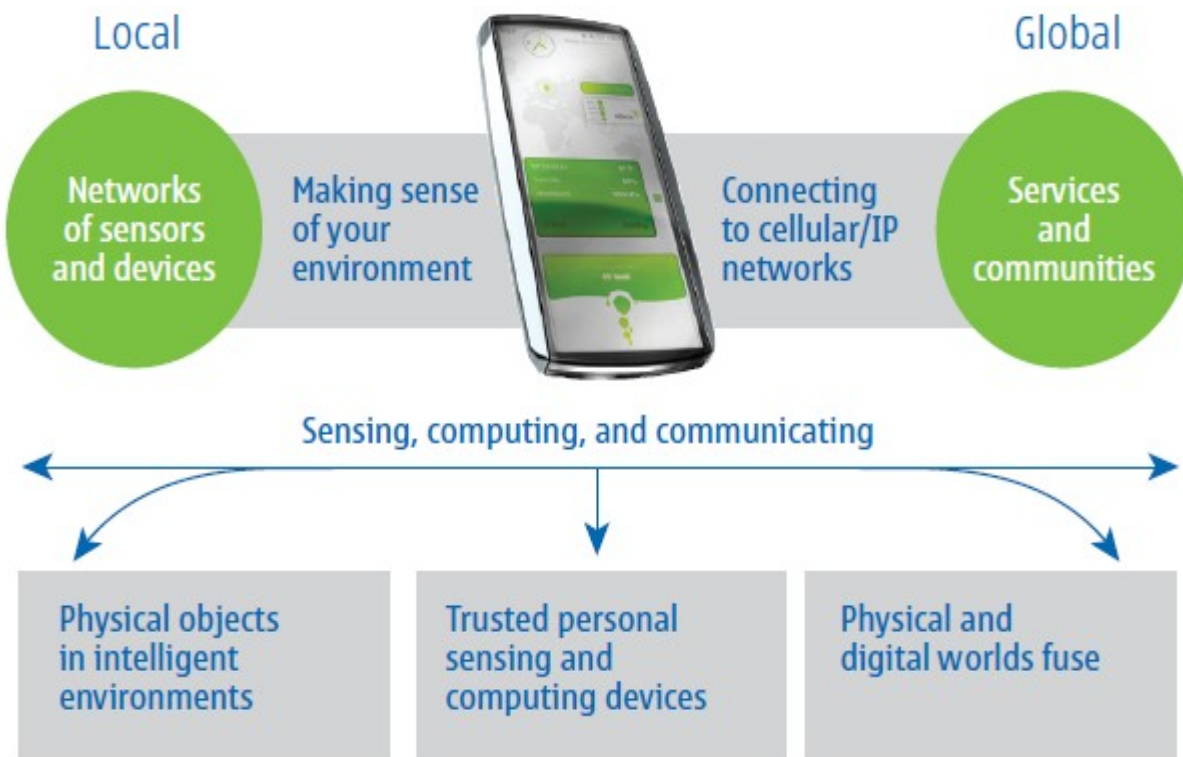 Local
Global
Networks
of sensors
and devices
Making sense
of your
environment
Connecting
to cellular/IP
networks
Services
and
communities
Sensing, computing, and communicating
Physical objects
in intelligent
environments
Trusted personal
sensing and
computing devices
Physical and
digital worlds fuse